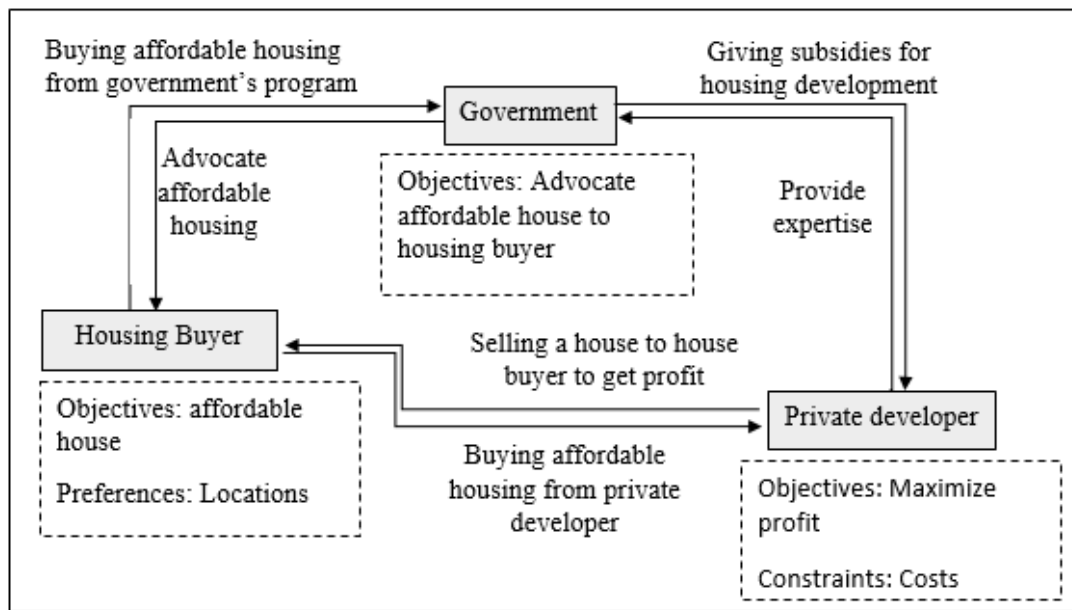 Buying affordable housing
from government’s program
Giving subsidies for
housing development
Government
Advocate
affordable
housing
Objectives: Advocate
affordable house to
housing buyer
Provide
expertise
Housing Buyer
Selling a house to house
buyer to get profit
Private developer
Objectives: affordable
house
Preferences: Locations
Buying affordable
housing from private
developer
Objectives: Maximize
profit
Constraints: Costs